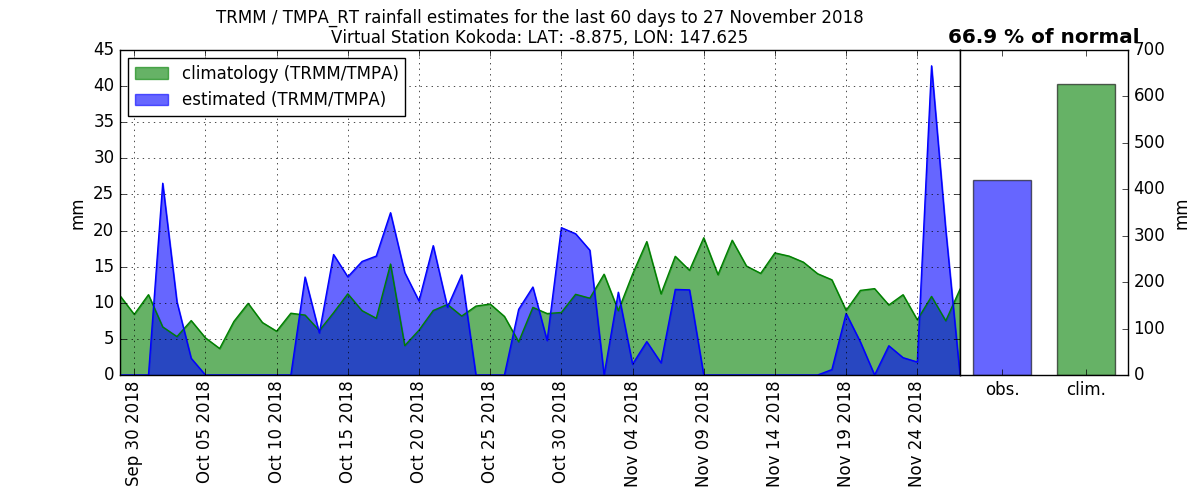 TRMM / TMPA_RT rainfall estimates for the last 60 days to 27 November 2018
Virtual Station Kokoda: LAT: -8.875, LON: 147.625
66.9 % of normal
climatology (TRMM/TMPA)
estimated (TRMM/TMPA)
45
40
35
30
25
20
15
10
5
0
mm
Sep 30 2018
Oct 05 2018
Oct 10 2018
Oct 15 2018
Oct 20 2018
Oct 25 2018
Oct 30 2018
Nov 04 2018
Nov 09 2018
Nov 14 2018
Nov 19 2018
Nov 24 2018
obs.
clim.
700
600
500
400
300
200
100
0
mm